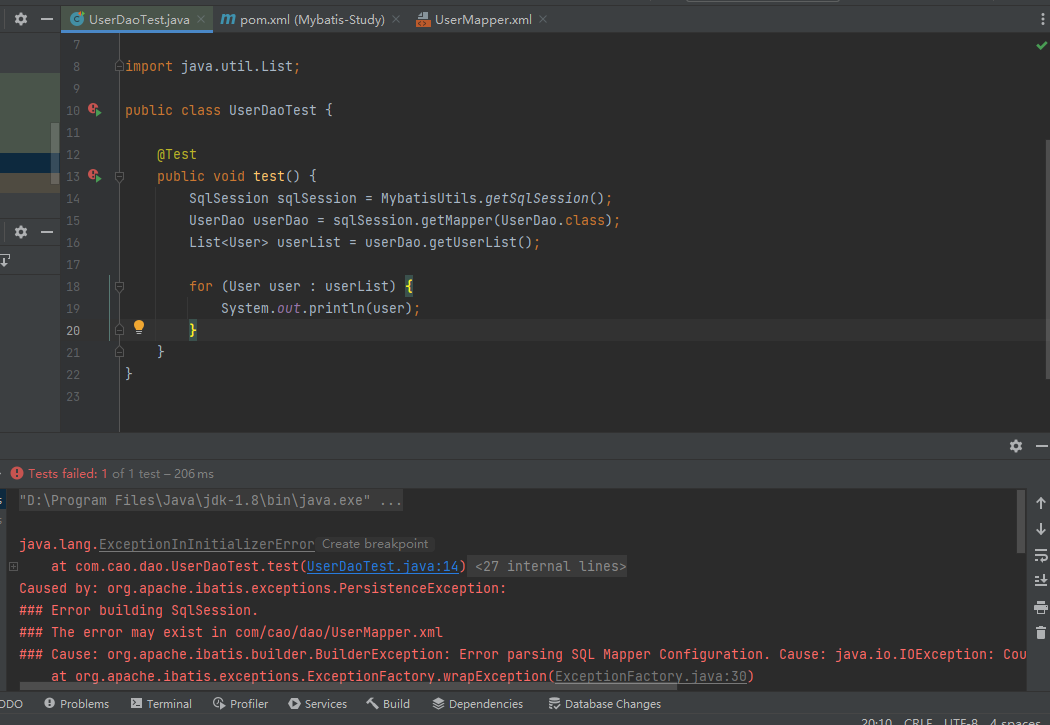 UserDaoTest.java pom.xml (Mybatis-Study) UserMapper.xml
7
8 import java.util.List;
9
10 public class UserDaoTest {
11
12 @Test
13 public void test() {
14 SqlSession sqlSession = MybatisUtils.getSqlSession();
15 UserDao userDao = sqlSession.getMapper(UserDao.class);
16 List<User> userList = userDao.getUserList();
17
18 for (User user : userList) {
19 System.out.println(user);
20 }
21 }
22 }
23
Tests failed: 1 of 1 test – 206 ms
"D:\Program Files\Java\jdk-1.8\bin\java.exe" ...
java.lang.ExceptionInInitializerError Create breakpoint
at com.cao.dao.UserDaoTest.test(UserDaoTest.java:14) <27 internal lines>
Caused by: org.apache.ibatis.exceptions.PersistenceException:
### Error building SqlSession.
### The error may exist in com/cao/dao/UserMapper.xml
### Cause: org.apache.ibatis.builder.BuilderException: Error parsing SQL Mapper Configuration. Cause: java.io.IOException: Cou
at org.apache.ibatis.exceptions.ExceptionFactory.wrapException(ExceptionFactory.java:30)
ODO Problems Terminal Profiler Services Build Dependencies Database Changes
20:10 CRLF UTF-8 4 spaces